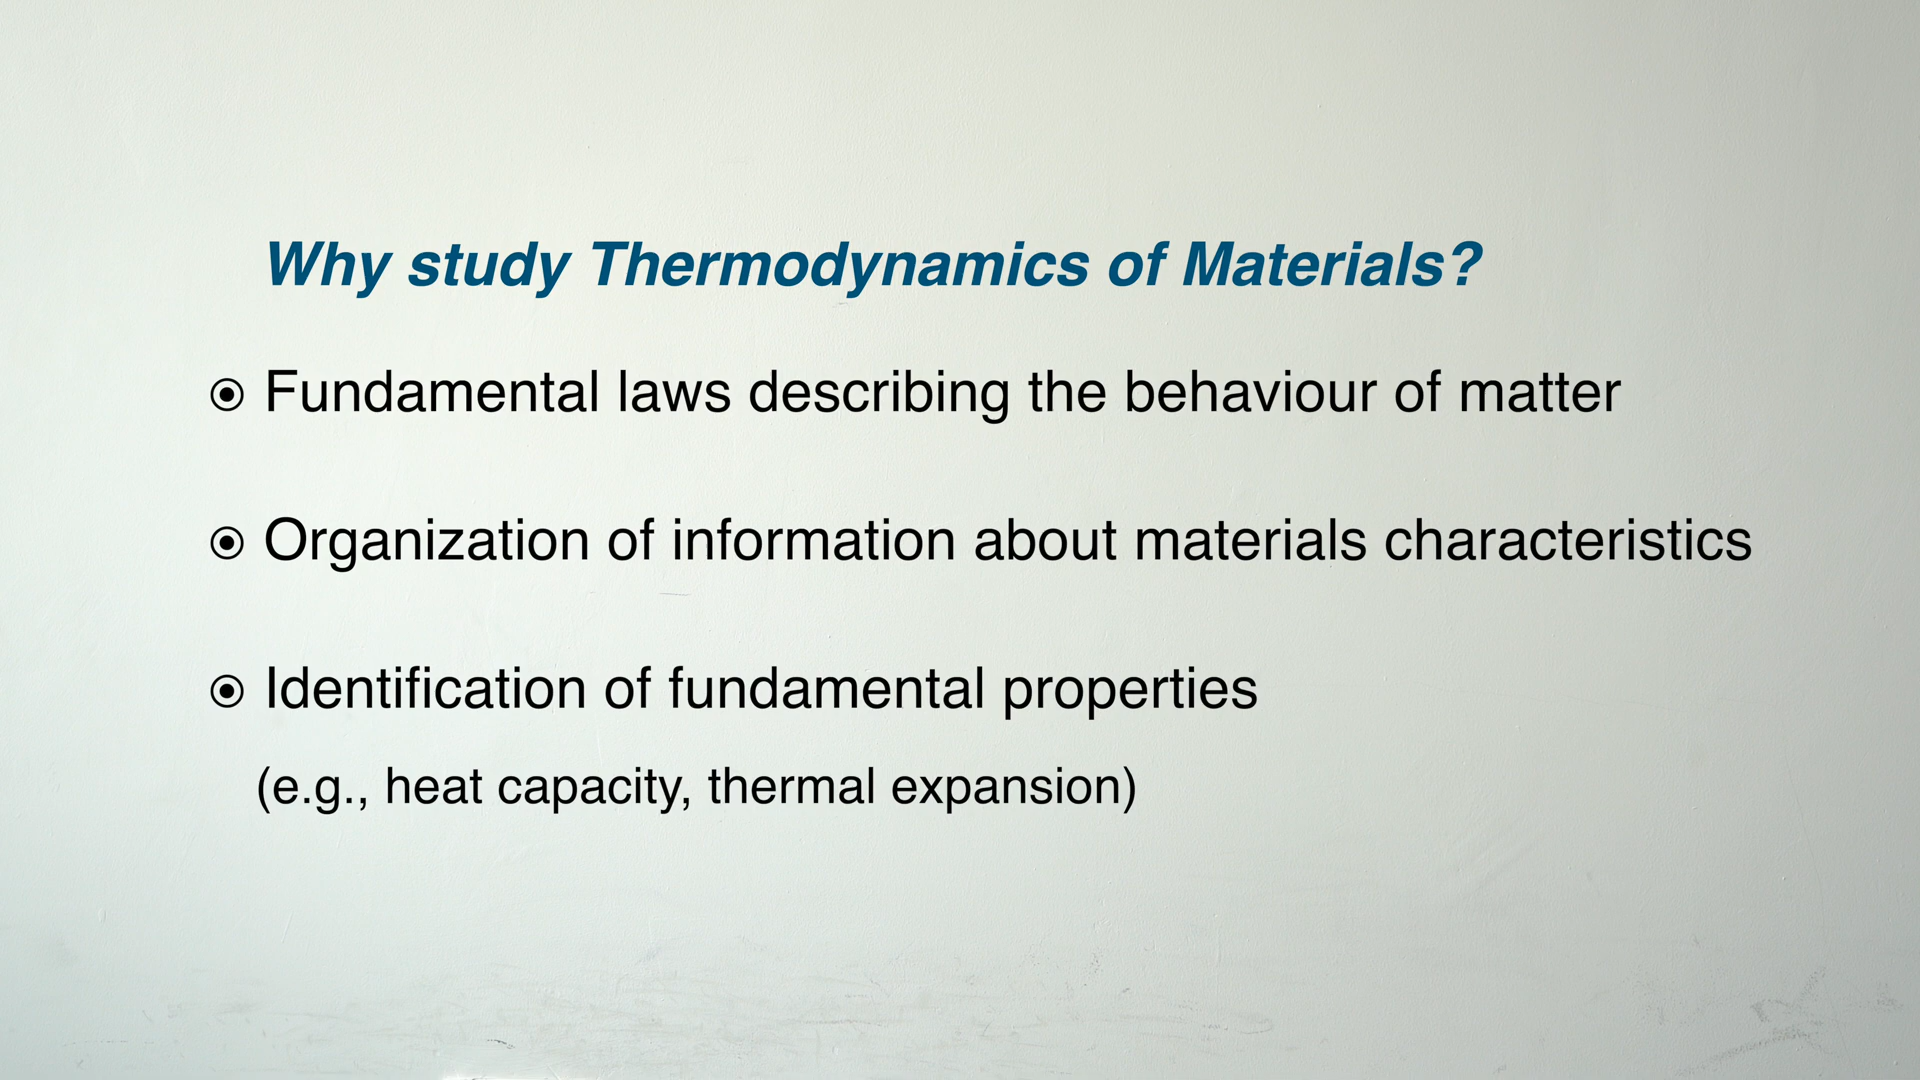 Why study Thermodynamics of Materials?
Fundamental laws describing the behaviour of matter
Organization of information about materials characteristics
Identification of fundamental properties
(e.g., heat capacity, thermal expansion)